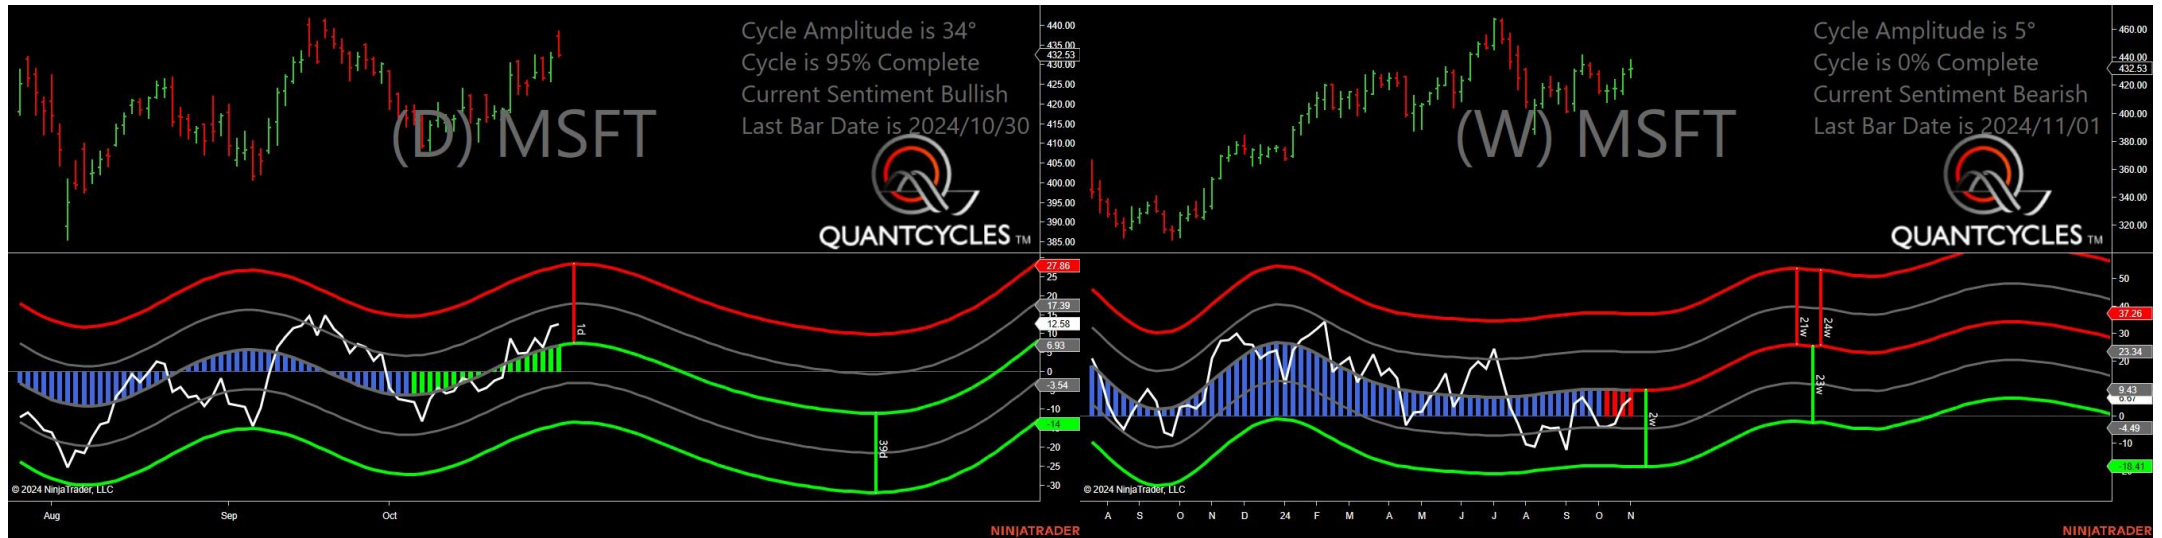 Cycle Amplitude is 34°
Cycle is 95% Complete
Current Sentiment Bullish
Last Bar Date is 2024/10/30
(D) MSFT
QUANTCYCLES TM
440.00
435.00
432.53
430.00
425.00
420.00
415.00
410.00
405.00
400.00
395.00
390.00
385.00
27.86
25
20
17.39
15
12.58
10
6.93
5
0
-3.54
-10
-14
-20
-25
-30
1d
39d
© 2024 NinjaTrader, LLC
Aug
Sep
Oct
NINJATRADER
Cycle Amplitude is 5°
Cycle is 0% Complete
Current Sentiment Bearish
Last Bar Date is 2024/11/01
(W) MSFT
QUANTCYCLES TM
460.00
440.00
432.53
420.00
400.00
380.00
360.00
340.00
320.00
50
40
37.26
30
23.34
20
9.43
6.67
0
-4.49
-10
-18.41
21w
24w
23w
2w
© 2024 NinjaTrader, LLC
A S O N D 24 F M A M J J A S O N
NINJATRADER